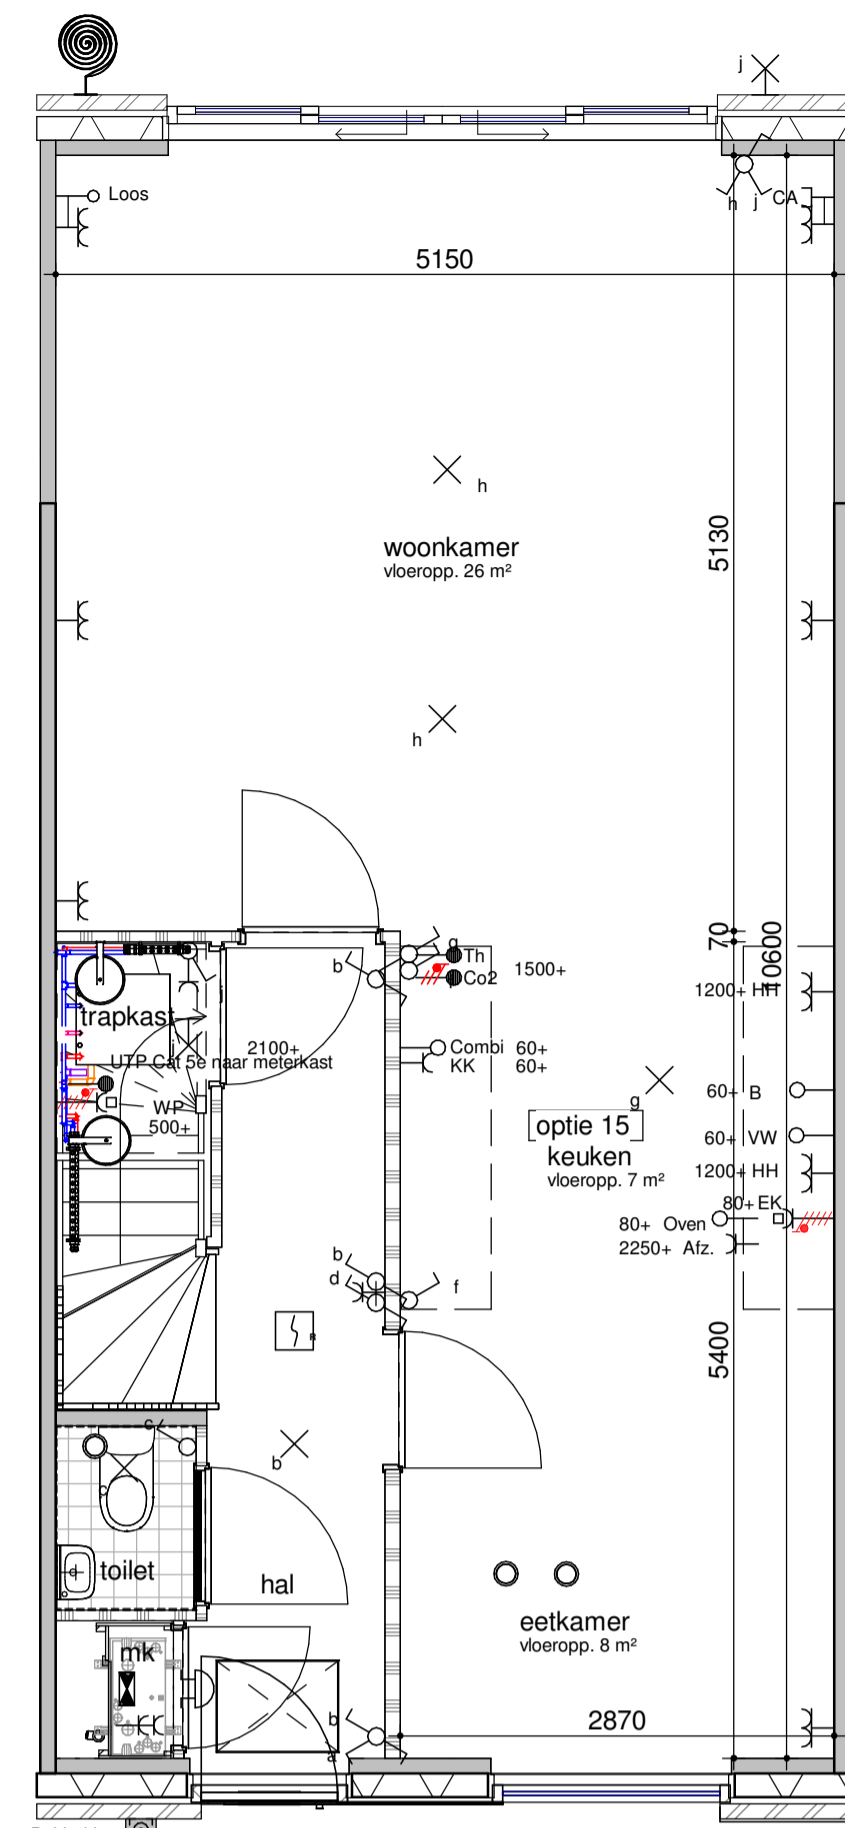 j
Loos
h j CA
5150
h
woonkamer
vloeropp. 26 m²
5130
h
70
10600
g
Th
b
Co2
1500+
1200+ HH
trapkast
2100+
UTP Cat 5e naar meterkast
Combi 60+
KK 60+
g
60+ B
WP
500+
optie 15
keuken
vloeropp. 7 m²
60+ VW
1200+ HH
80+ EK
80+ Oven
2250+ Afz.
b
d
f
5400
c
b
toilet
hal
eetkamer
vloeropp. 8 m²
mk
2870
b
a